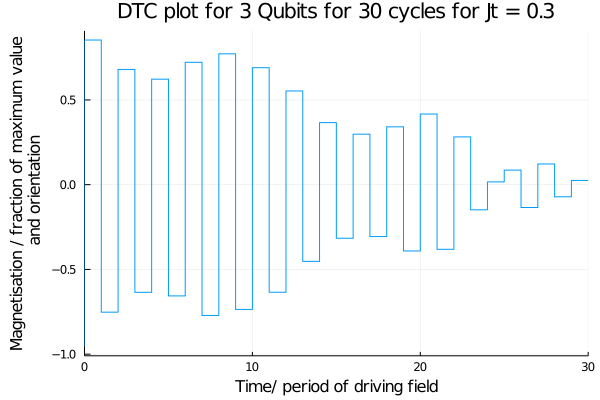 DTC plot for 3 Qubits for 30 cycles for Jt = 0.3
Magnetisation / fraction of maximum value
and orientation
0.5
0.0
−0.5
−1.0
0
10
20
30
Time/ period of driving field